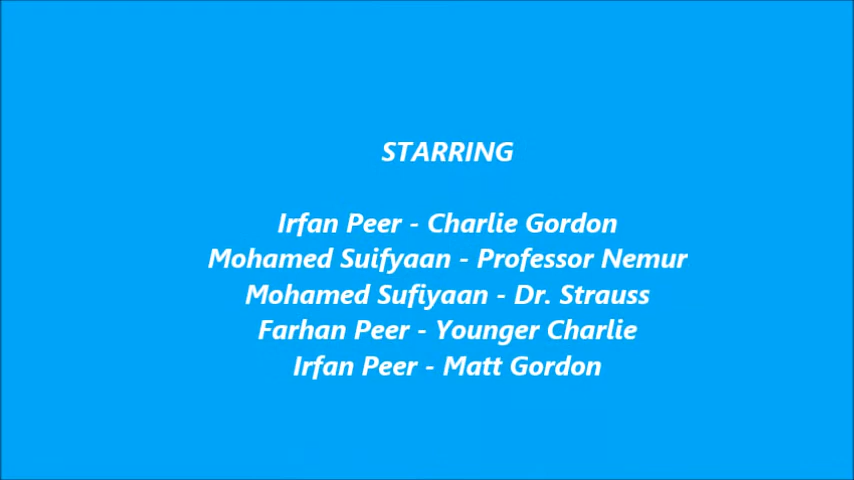 STARRING
Irfan Peer - Charlie Gordon
Mohamed Suifyaan - Professor Nemur
Mohamed Sufiyaan - Dr. Strauss
Farhan Peer - Younger Charlie
Irfan Peer - Matt Gordon